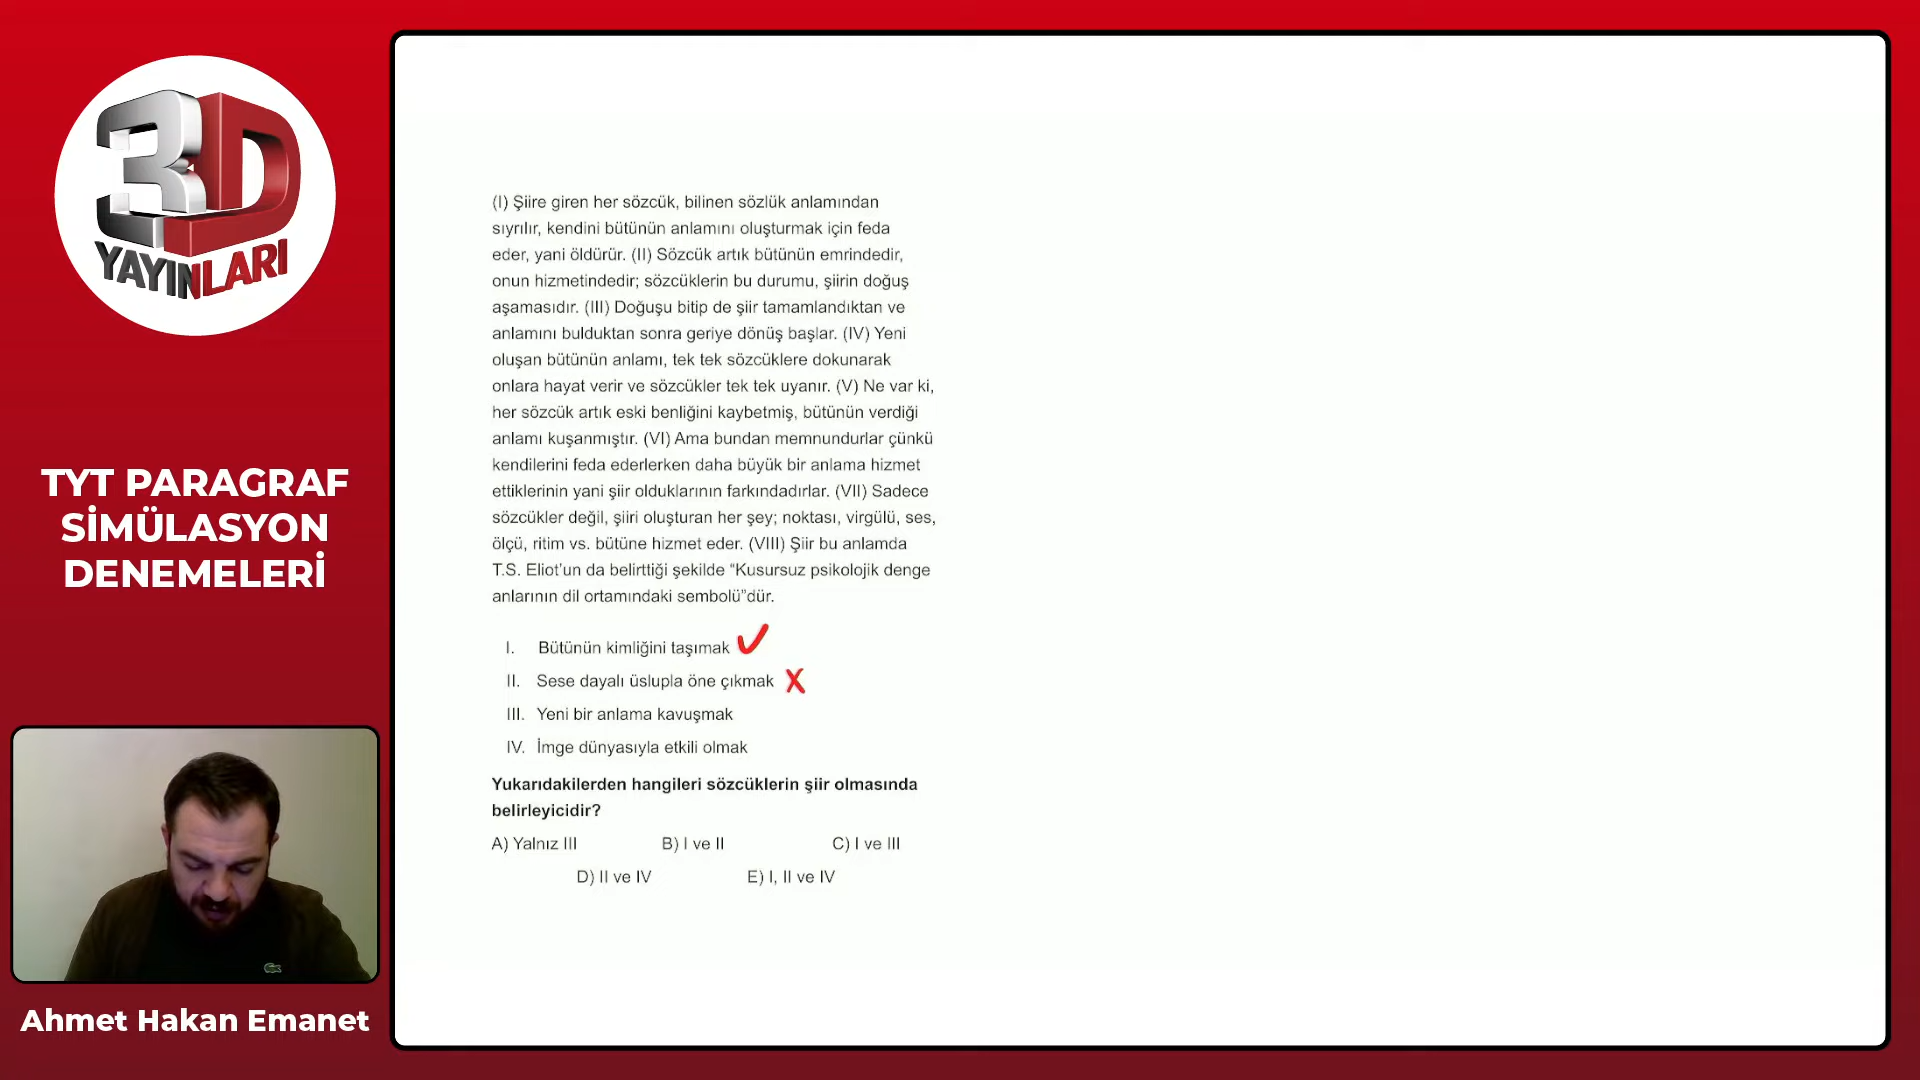 3D
YAYINLARI
TYT PARAGRAF
SİMÜLASYON
DENEMELERİ
Ahmet Hakan Emanet
(I) Şiire giren her sözcük, bilinen sözlük anlamından
sıyrılır, kendini bütünün anlamını oluşturmak için feda
eder, yani öldürür. (II) Sözcük artık bütünün emrindedir,
onun hizmetindedir; sözcüklerin bu durumu, şiirin doğuş
aşamasıdır. (III) Doğuşu bitip de şiir tamamlandıktan ve
anlamını bulduktan sonra geriye dönüş başlar. (IV) Yeni
oluşan bütünün anlamı, tek tek sözcüklere dokunarak
onlara hayat verir ve sözcükler tek tek uyanır. (V) Ne var ki,
her sözcük artık eski benliğini kaybetmiş, bütünün verdiği
anlamı kuşanmıştır. (VI) Ama bundan memnundurlar çünkü
kendilerini feda ederlerken daha büyük bir anlama hizmet
ettiklerinin yani şiir olduklarının farkındadırlar. (VII) Sadece
sözcükler değil, şiiri oluşturan her şey; noktası, virgülü, ses,
ölçü, ritim vs. bütüne hizmet eder. (VIII) Şiir bu anlamda
T.S. Eliot’un da belirttiği şekilde “Kusursuz psikolojik denge
anlarının dil ortamındaki sembolü”dür.
I. Bütünün kimliğini taşımak
II. Sese dayalı üslupla öne çıkmak
III. Yeni bir anlama kavuşmak
IV. İmge dünyasıyla etkili olmak
Yukarıdakilerden hangileri sözcüklerin şiir olmasında
belirleyicidir?
A) Yalnız III B) I ve II C) I ve III
D) II ve IV E) I, II ve IV